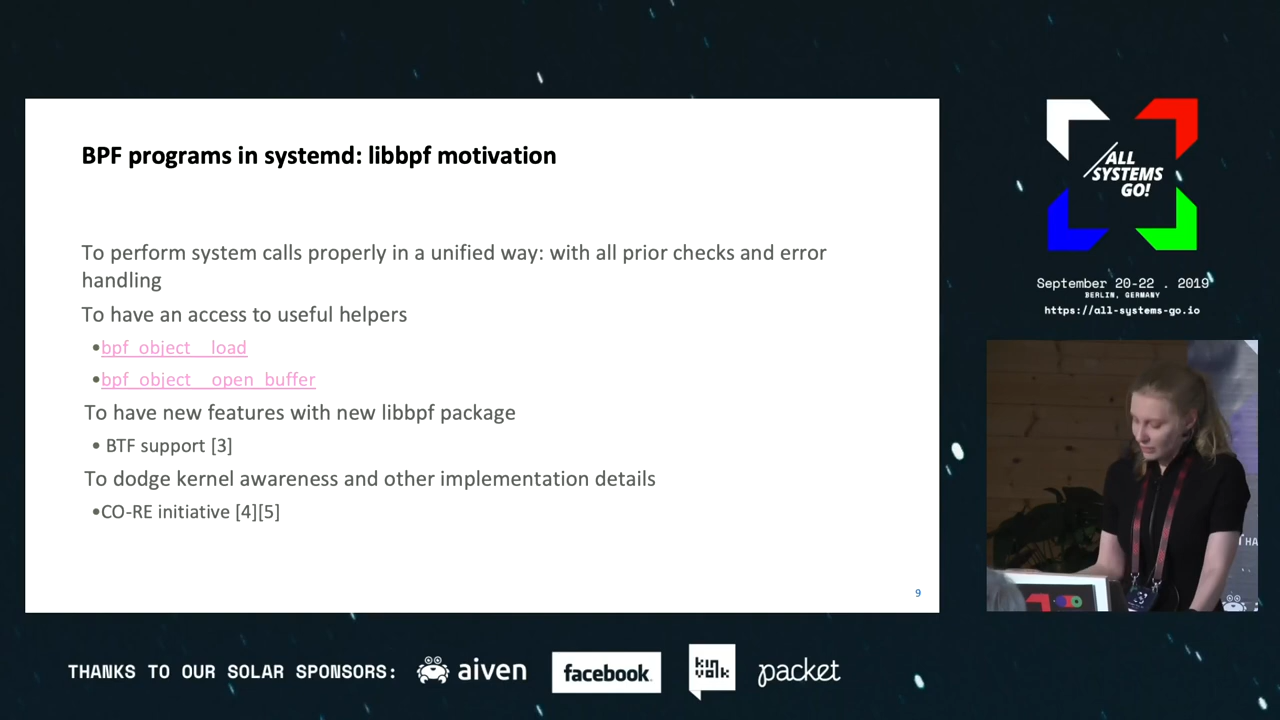 BPF programs in systemd: libbpf motivation
To perform system calls properly in a unified way: with all prior checks and error
handling
To have an access to useful helpers
•bpf_object__load
•bpf_object__open_buffer
To have new features with new libbpf package
• BTF support [3]
To dodge kernel awareness and other implementation details
•CO-RE initiative [4][5]
9
ALL
SYSTEMS
GO!
September 20-22 . 2019
BERLIN, GERMANY
https://all-systems-go.io
THA
THANKS TO OUR SOLAR SPONSORS:
aiven
facebook.
kinvolk
packet